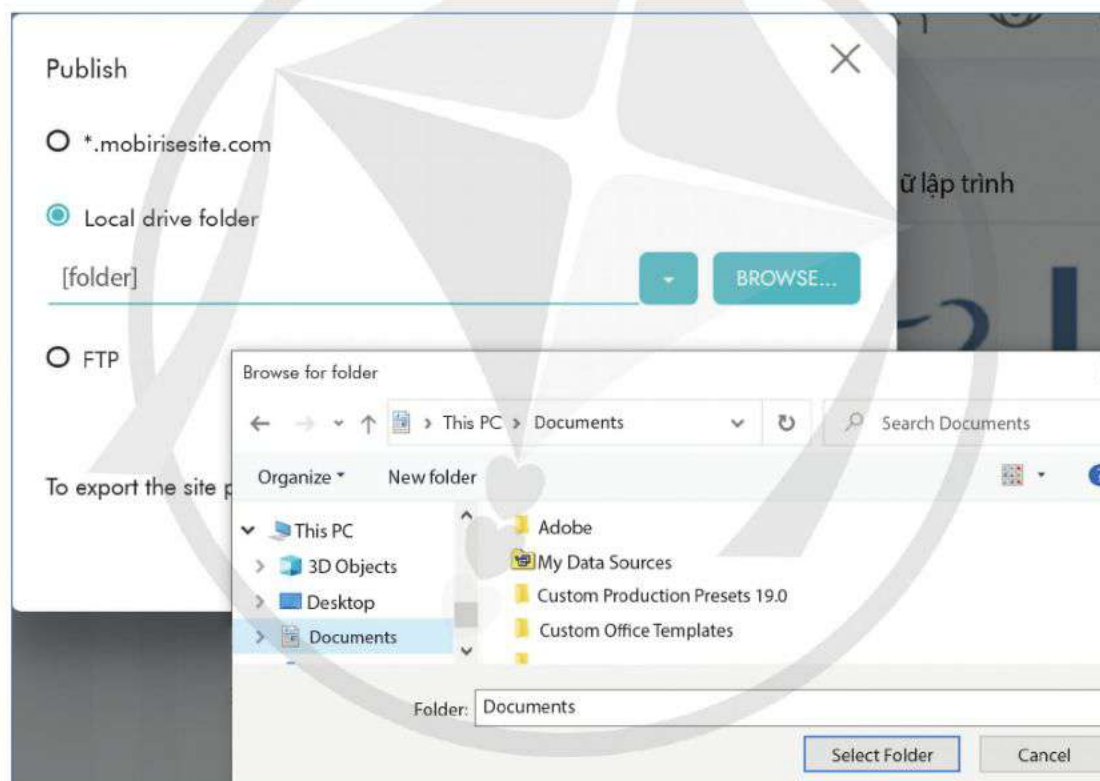 Publish
*.mobirisesite.com
ữ lập trình
Local drive folder
[folder]
BROWSE...
FTP
Browse for folder
This PC > Documents
Search Documents
Organize
New folder
To export the site
This PC
3D Objects
Desktop
Documents
Adobe
My Data Sources
Custom Production Presets 19.0
Custom Office Templates
Folder: Documents
Select Folder
Cancel